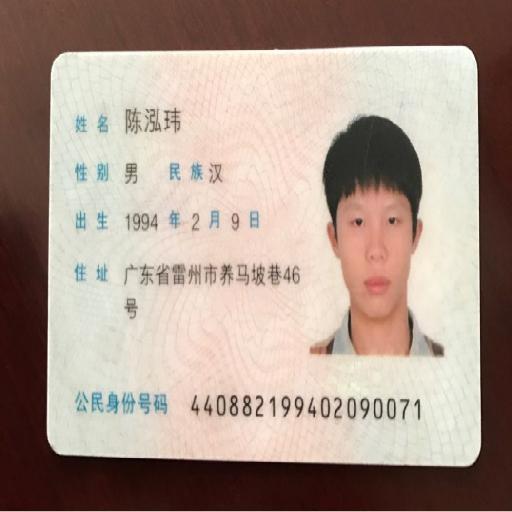 姓名 陈泓玮
性别 男 民族 汉
出生 1994 年 2 月 9 日
住址 广东省雷州市养马坡巷46
号
公民身份号码 440882199402090071